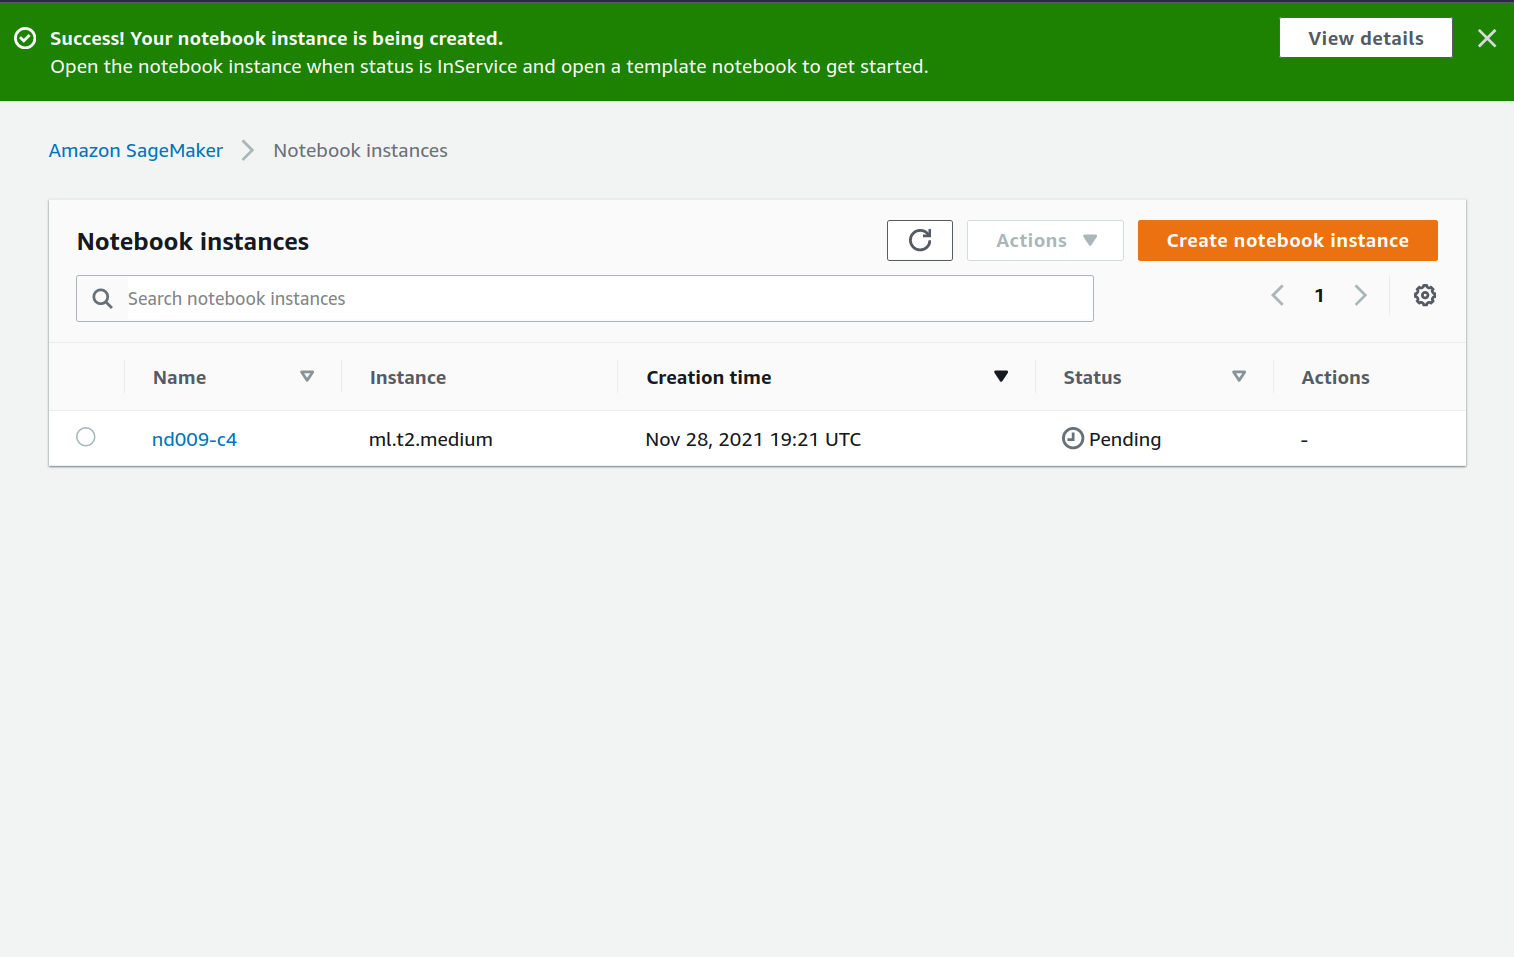 Success! Your notebook instance is being created.
View details
Open the notebook instance when status is InService and open a template notebook to get started.
Amazon SageMaker
Notebook instances
Notebook instances
Actions
Create notebook instance
Search notebook instances
1
Name
Instance
Creation time
Status
Actions
nd009-c4
ml.t2.medium
Nov 28, 2021 19:21 UTC
Pending
-